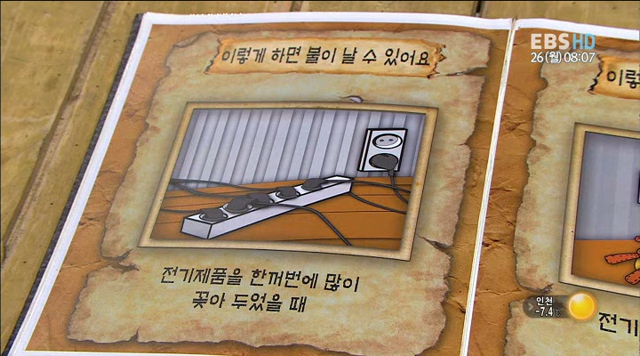 EBS HD
26(월) 08:07
이렇게 하면 불이 날 수 있어요
전기제품을 한꺼번에 많이
꽂아 두었을 때
이렇게
전기
인천
-7.4